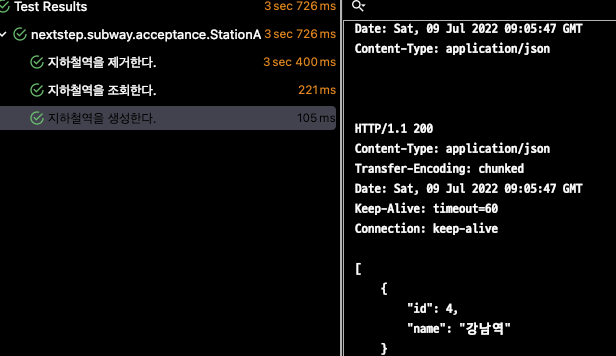 Test Results 3 sec 726 ms
nextstep.subway.acceptance.StationA 3 sec 726 ms
지하철역을 제거한다. 3 sec 400 ms
지하철역을 조회한다. 221 ms
지하철역을 생성한다. 105 ms
Date: Sat, 09 Jul 2022 09:05:47 GMT
Content-Type: application/json
HTTP/1.1 200
Content-Type: application/json
Transfer-Encoding: chunked
Date: Sat, 09 Jul 2022 09:05:47 GMT
Keep-Alive: timeout=60
Connection: keep-alive
[
{
"id": 4,
"name": "강남역"
}